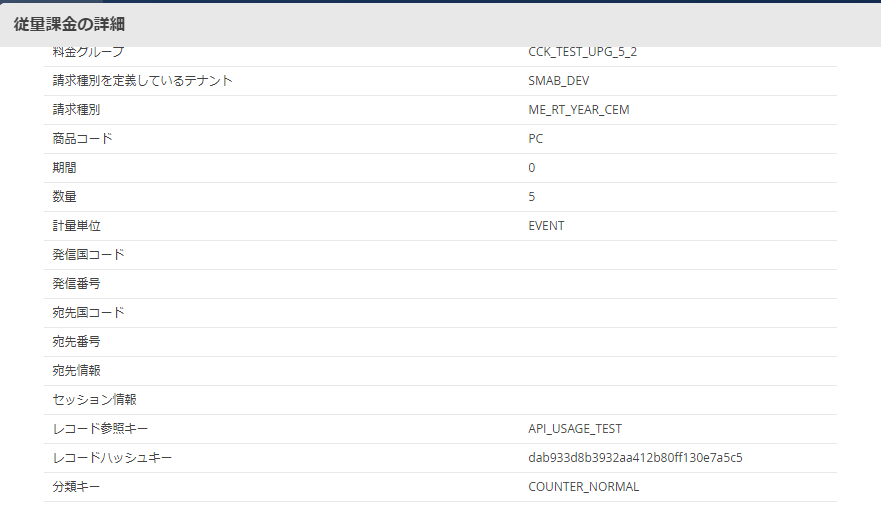 従量課金の詳細
料金グループ CCK_TEST_UPG_5_2
請求種別を定義しているテナント SMAB_DEV
請求種別 ME_RT_YEAR_CEM
商品コード PC
期間 0
数量 5
計量単位 EVENT
発信国コード
発信番号
宛先国コード
宛先番号
宛先情報
セッション情報
レコード参照キー API_USAGE_TEST
レコードハッシュキー dab933d8b3932aa412b80ff130e7a5c5
分類キー COUNTER_NORMAL